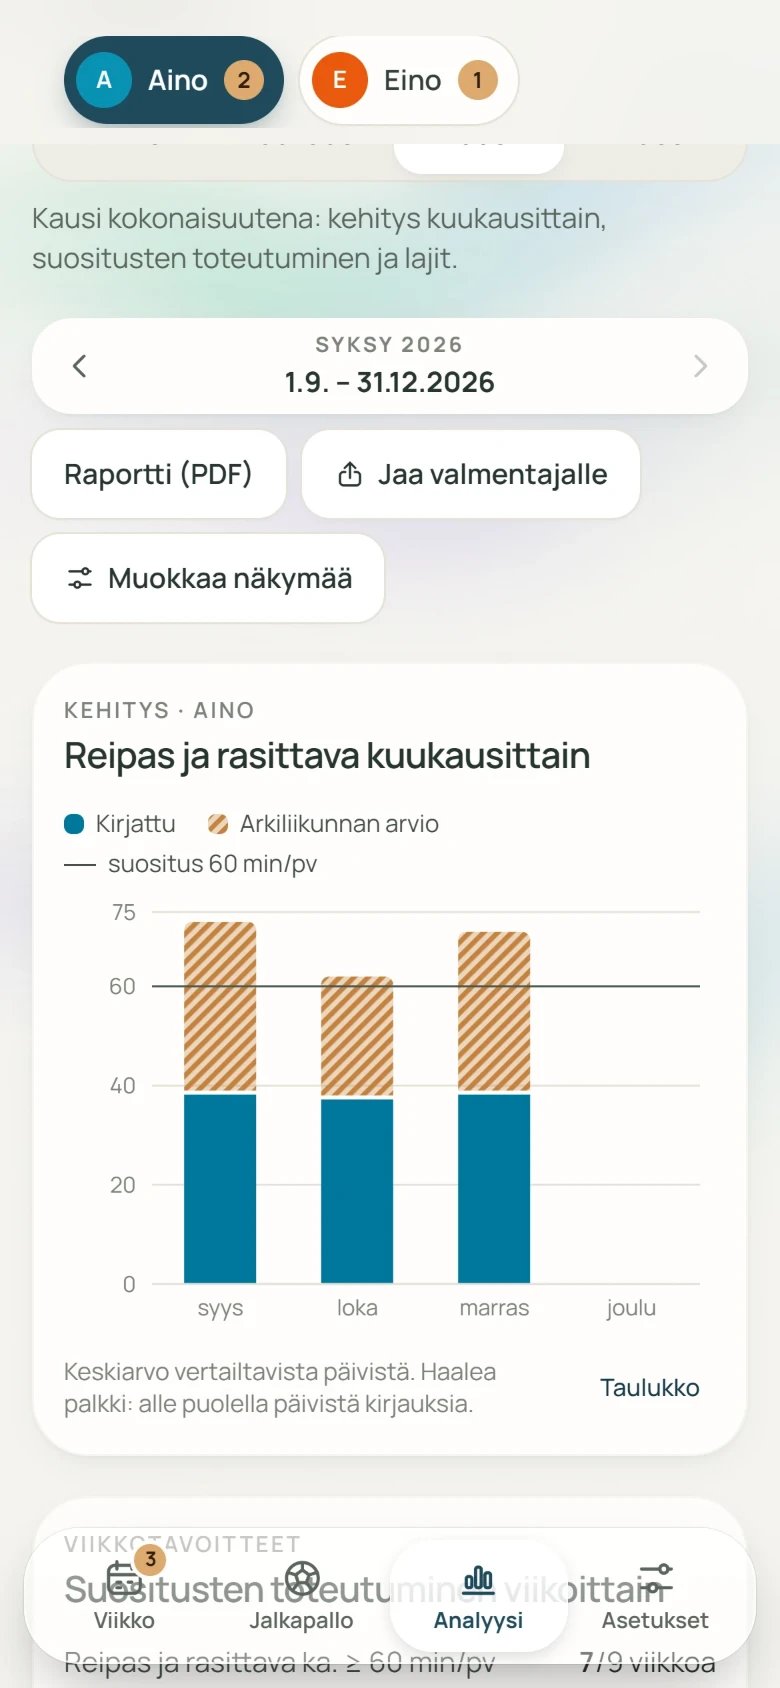 A Aino 2 E Eino 1
Kausi kokonaisuutena: kehitys kuukausittain,
suositusten toteutuminen ja lajit.
SYKSY 2026
1.9. – 31.12.2026
Raportti (PDF) Jaa valmentajalle
Muokkaa näkymää
KEHITYS · AINO
Reipas ja rasittava kuukausittain
Kirjattu Arkiliikunnan arvio
suositus 60 min/pv
75
60
40
20
0
syys loka marras joulu
Keskiarvo vertailtavista päivistä. Haalea
palkki: alle puolella päivistä kirjauksia.
Taulukko
VIIKKOTAVOITTEET
3
Suositusten toteutuminen viikoittain
Viikko Jalkapallo Analyysi Asetukset
Reipas ja rasittava ka. ≥ 60 min/pv 7/9 viikkoa